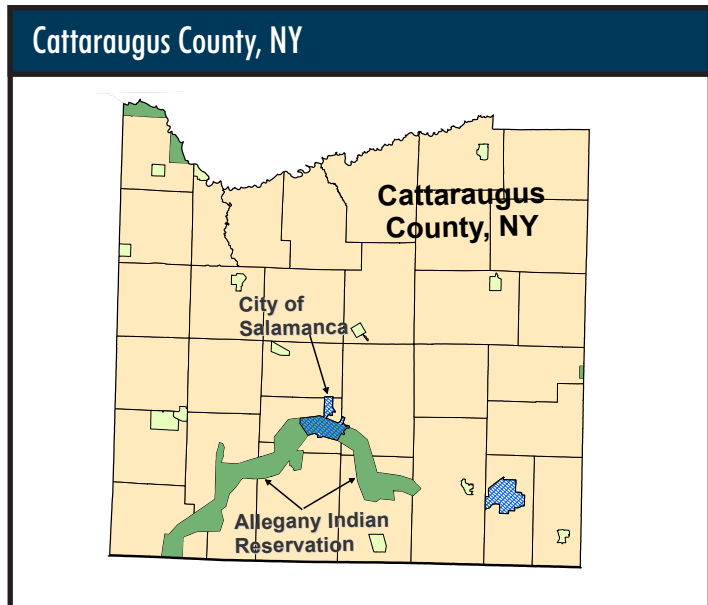 Cattaraugus County, NY
Cattaraugus
County, NY
City of
Salamanca
Allegany Indian
Reservation